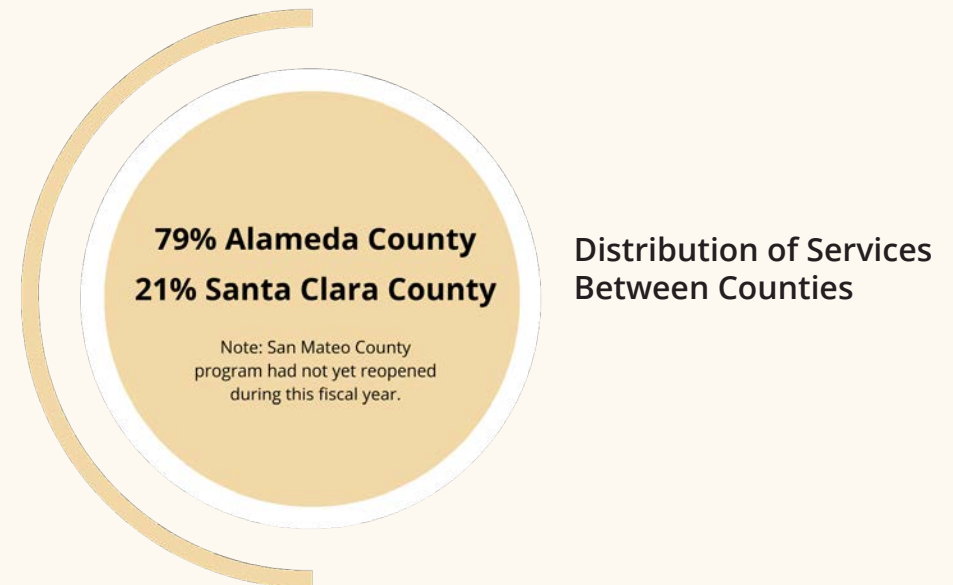 79% Alameda County
21% Santa Clara County
Note: San Mateo County
program had not yet reopened
during this fiscal year.
Distribution of Services
Between Counties